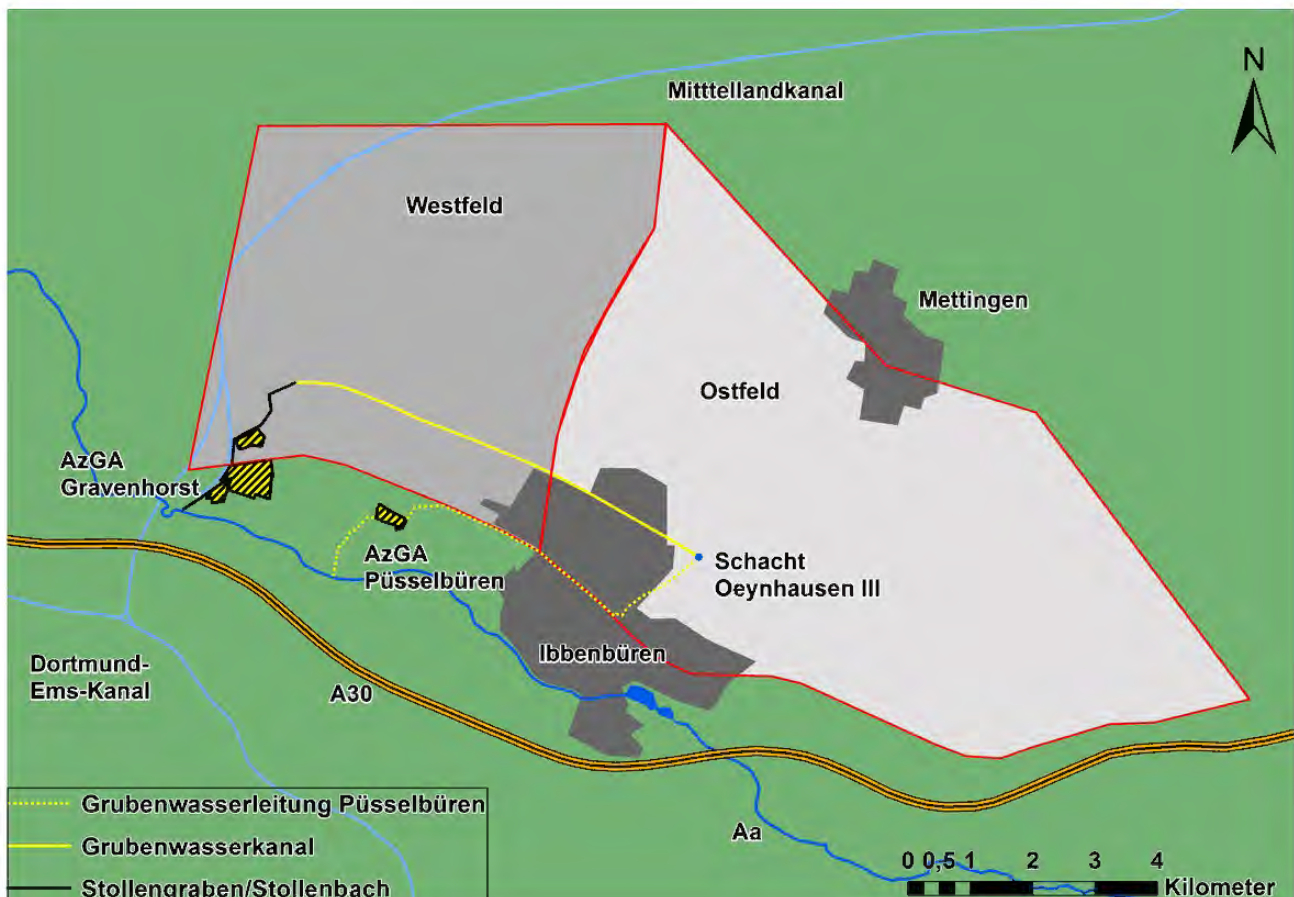 N
Mitttellandkanal
Westfeld
Mettingen
Ostfeld
AzGA
Gravenhorst
AzGA
Püsselbüren
Schacht
Oeynhausen III
Ibbenbüren
Dortmund-
Ems-Kanal
A30
Grubenwasserleitung Püsselbüren
Grubenwasserkanal
Aa
Stollengraben/Stollenbach
0 0,5 1 2 3 4
Kilometer